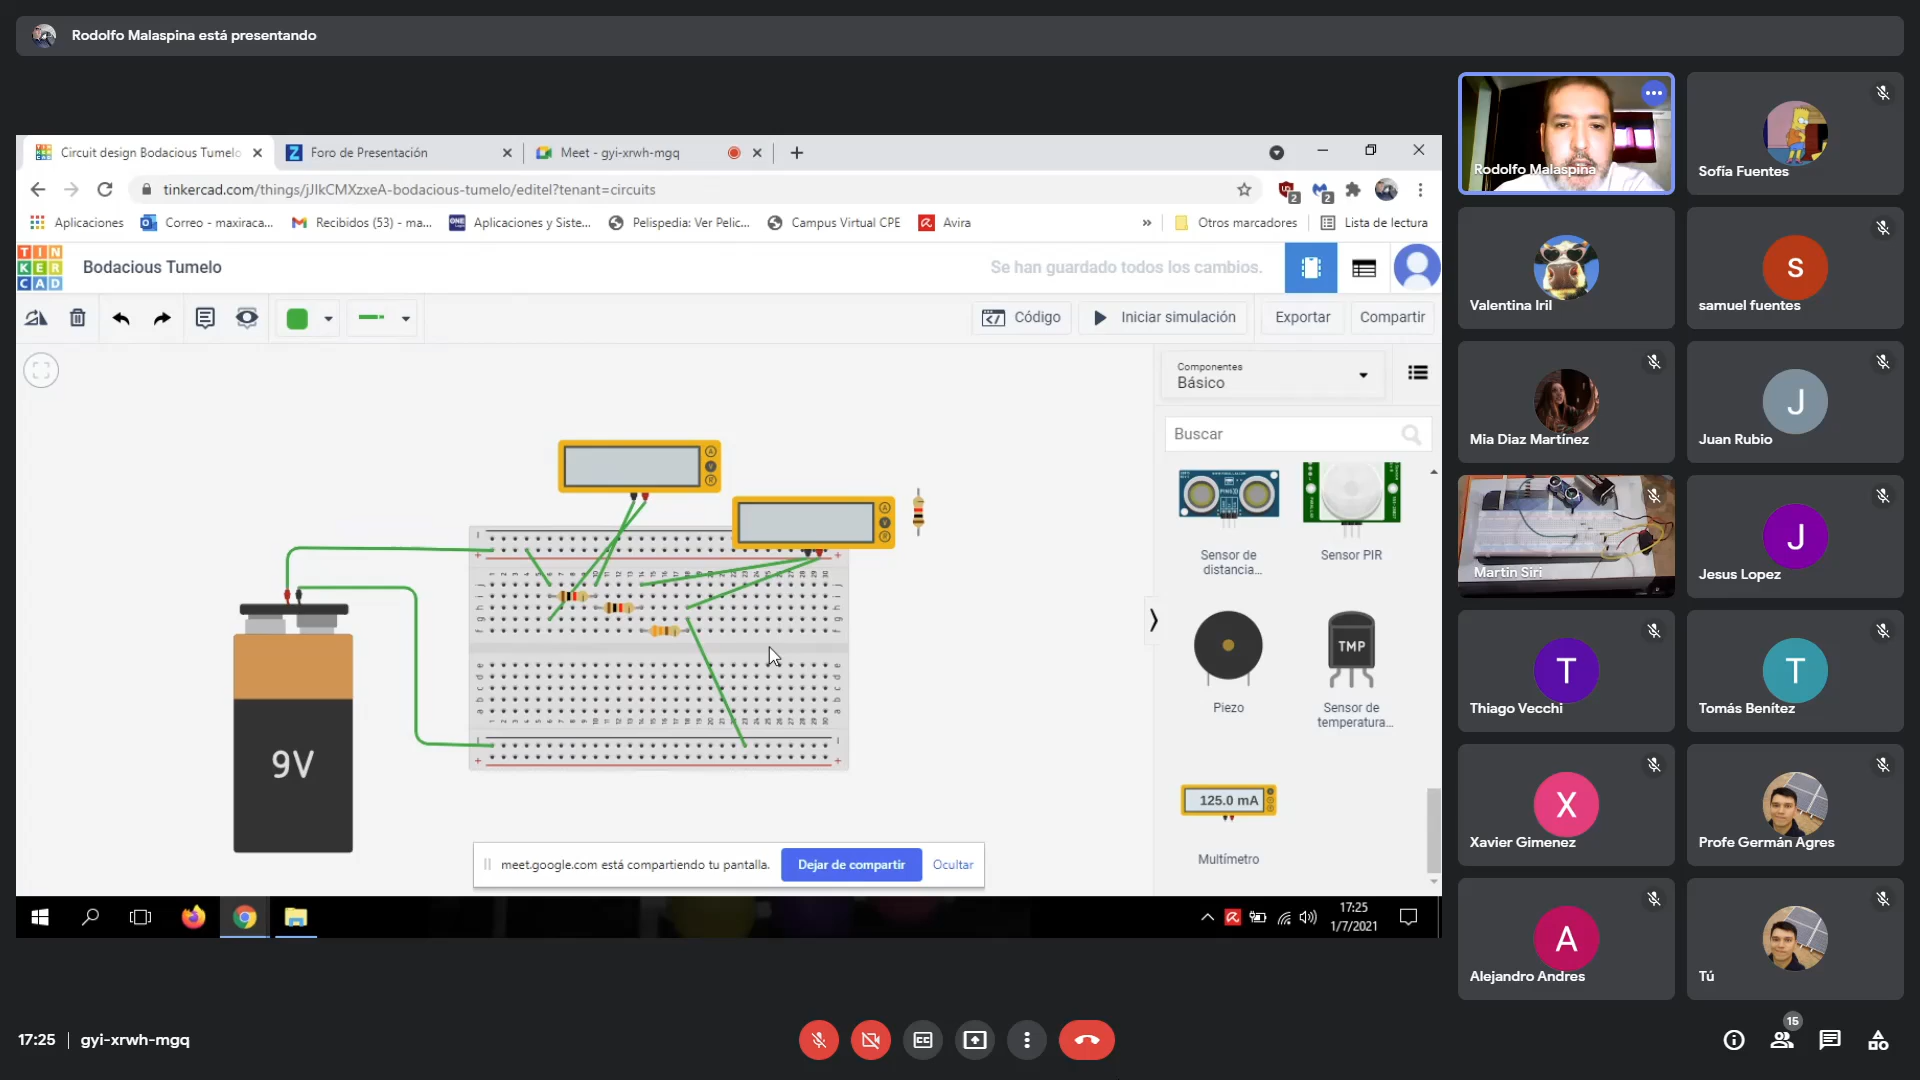 Rodolfo Malaspina está presentando
Circuit design Bodacious Tumelo
Foro de Presentación
Meet - gyi-xrwh-mgq
tinkercad.com/things/jJIkCMXzxeA-bodacious-tumelo/editel?tenant=circuits
2
2
Aplicaciones
Correo - maxiraca...
Recibidos (53) - ma...
Aplicaciones y Siste...
Pelispedia: Ver Pelic...
Campus Virtual CPE
Avira
»
Otros marcadores
Lista de lectura
TIN
KER
CAD
Bodacious Tumelo
Se han guardado todos los cambios.
Código
Iniciar simulación
Exportar
Compartir
Componentes
Básico
Buscar
Sensor de
distancia...
Sensor PIR
TMP
Piezo
Sensor de
temperatura...
125.0 mA
Multímetro
9V
meet.google.com está compartiendo tu pantalla.
Dejar de compartir
Ocultar
17:25
1/7/2021
Rodolfo Malaspina
Sofía Fuentes
Valentina Iril
S
samuel fuentes
Mia Diaz Martínez
J
Juan Rubio
Martin Siri
J
Jesus Lopez
T
Thiago Vecchi
T
Tomás Benítez
X
Xavier Gimenez
Profe Germán Agres
A
Alejandro Andres
Tú
17:25
gyi-xrwh-mgq
15